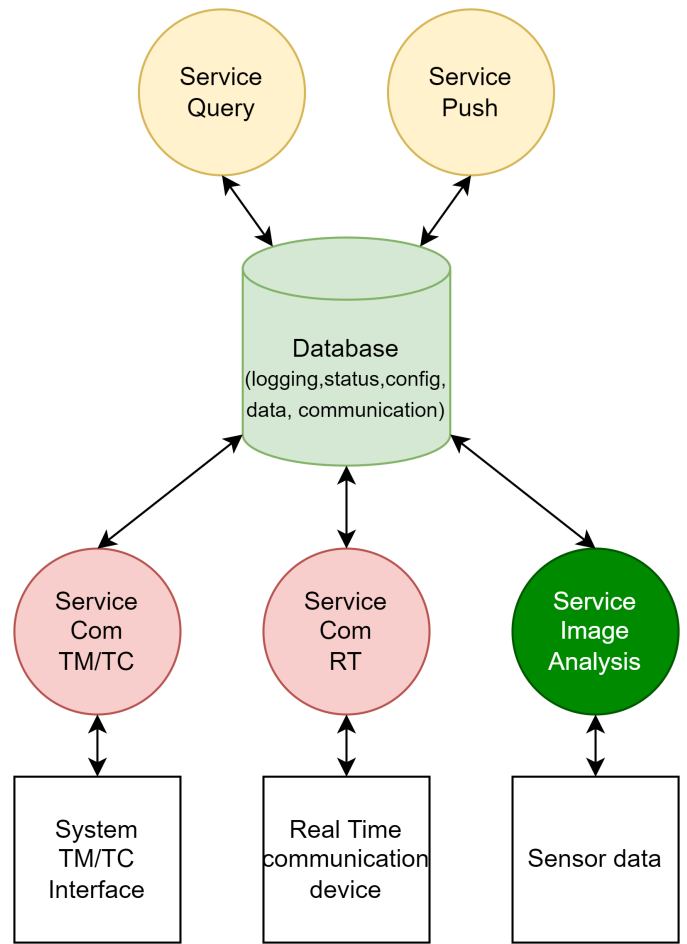 Service
Query
Service
Push
Database
(logging,status,config,
data, communication)
Service
Com
TM/TC
Service
Com
RT
Service
Image
Analysis
System
TM/TC
Interface
Real Time
communication
device
Sensor data